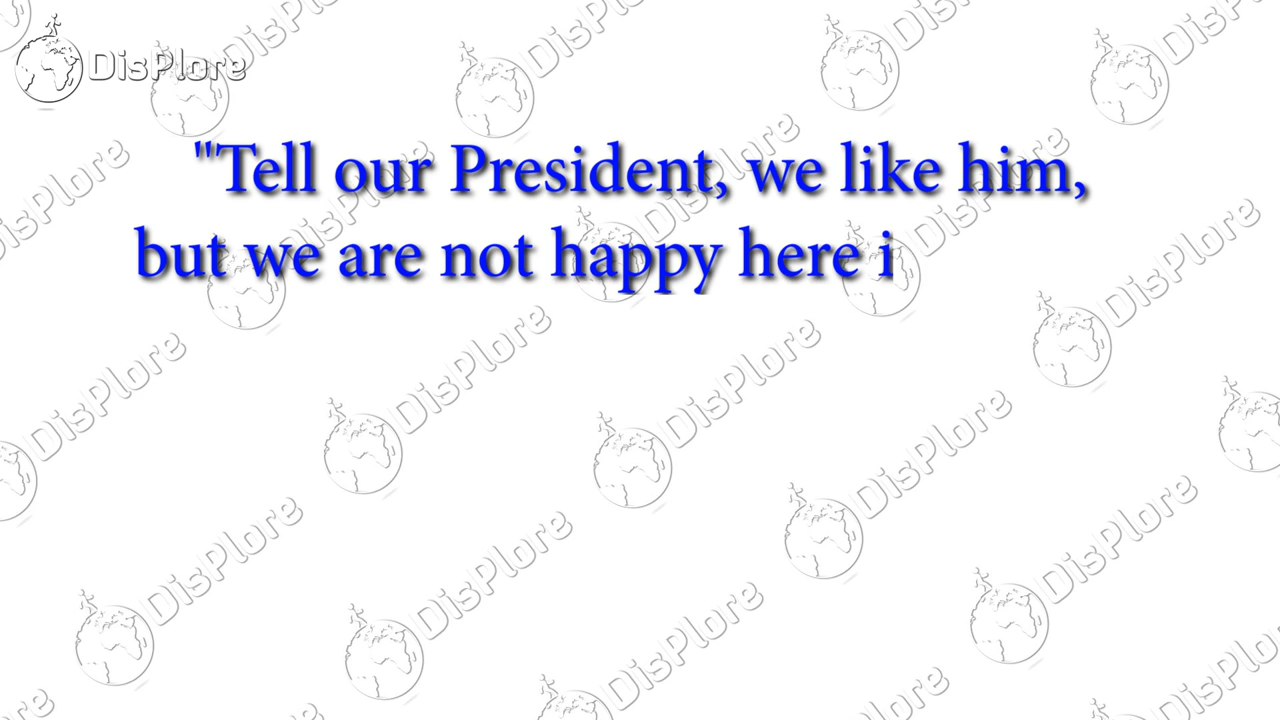 DisPlore
"Tell our President, we like him,
but we are not happy here i